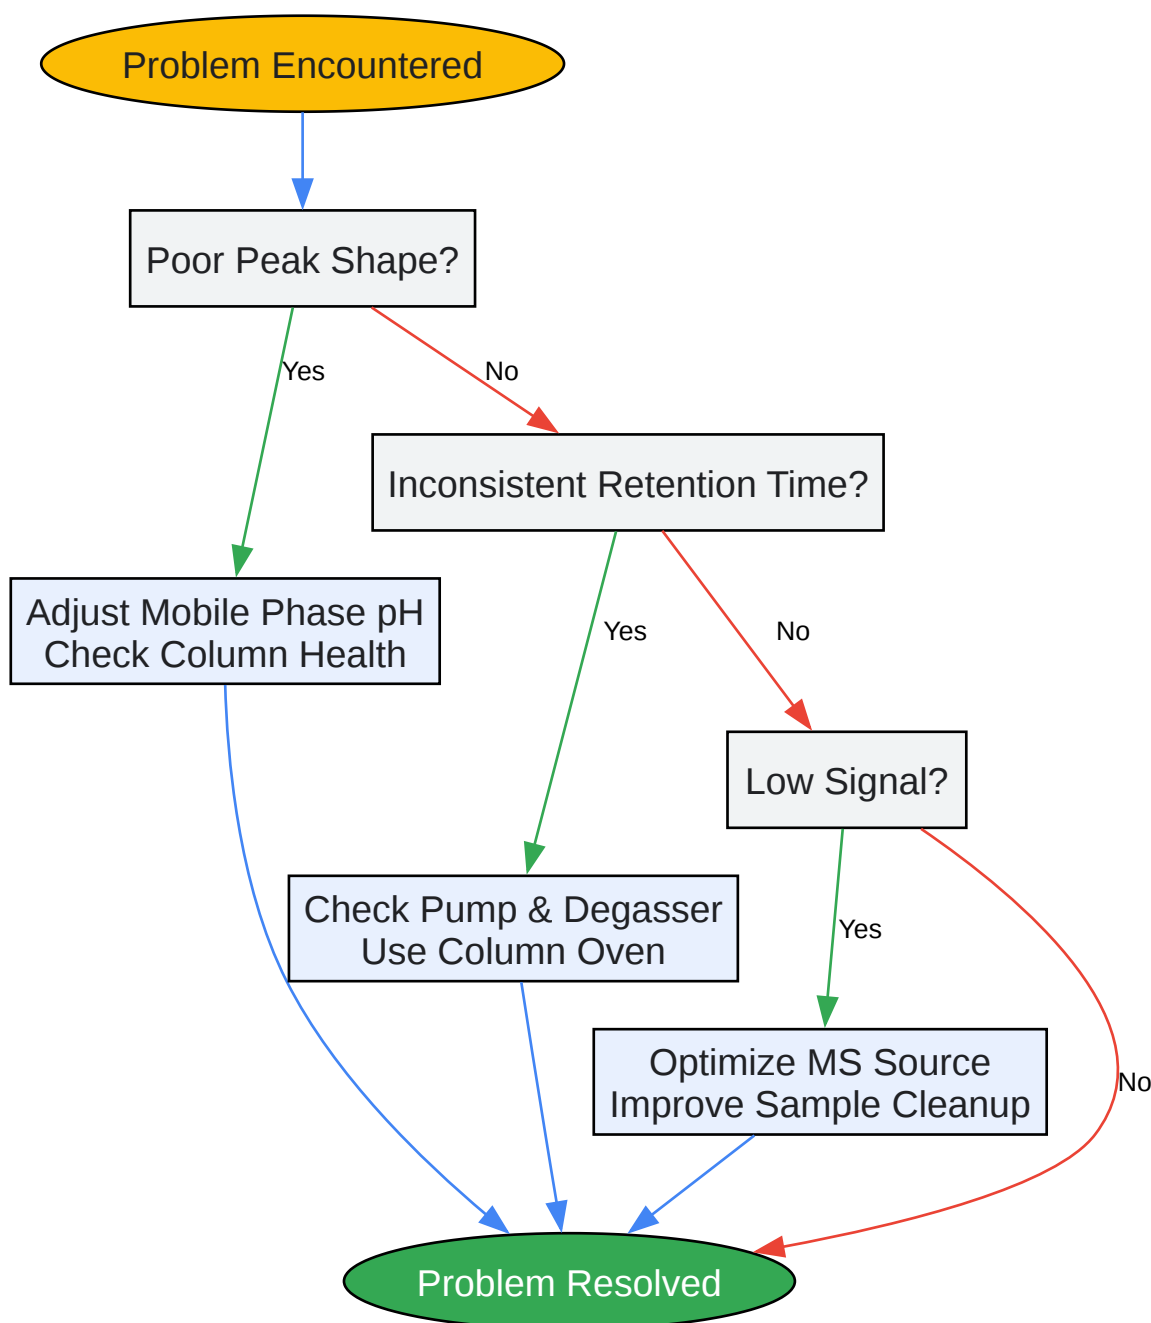 Problem Encountered
Poor Peak Shape?
Yes
No
Inconsistent Retention Time?
Adjust Mobile Phase pH
Check Column Health
Yes
No
Low Signal?
Check Pump & Degasser
Use Column Oven
Yes
Optimize MS Source
Improve Sample Cleanup
No
Problem Resolved